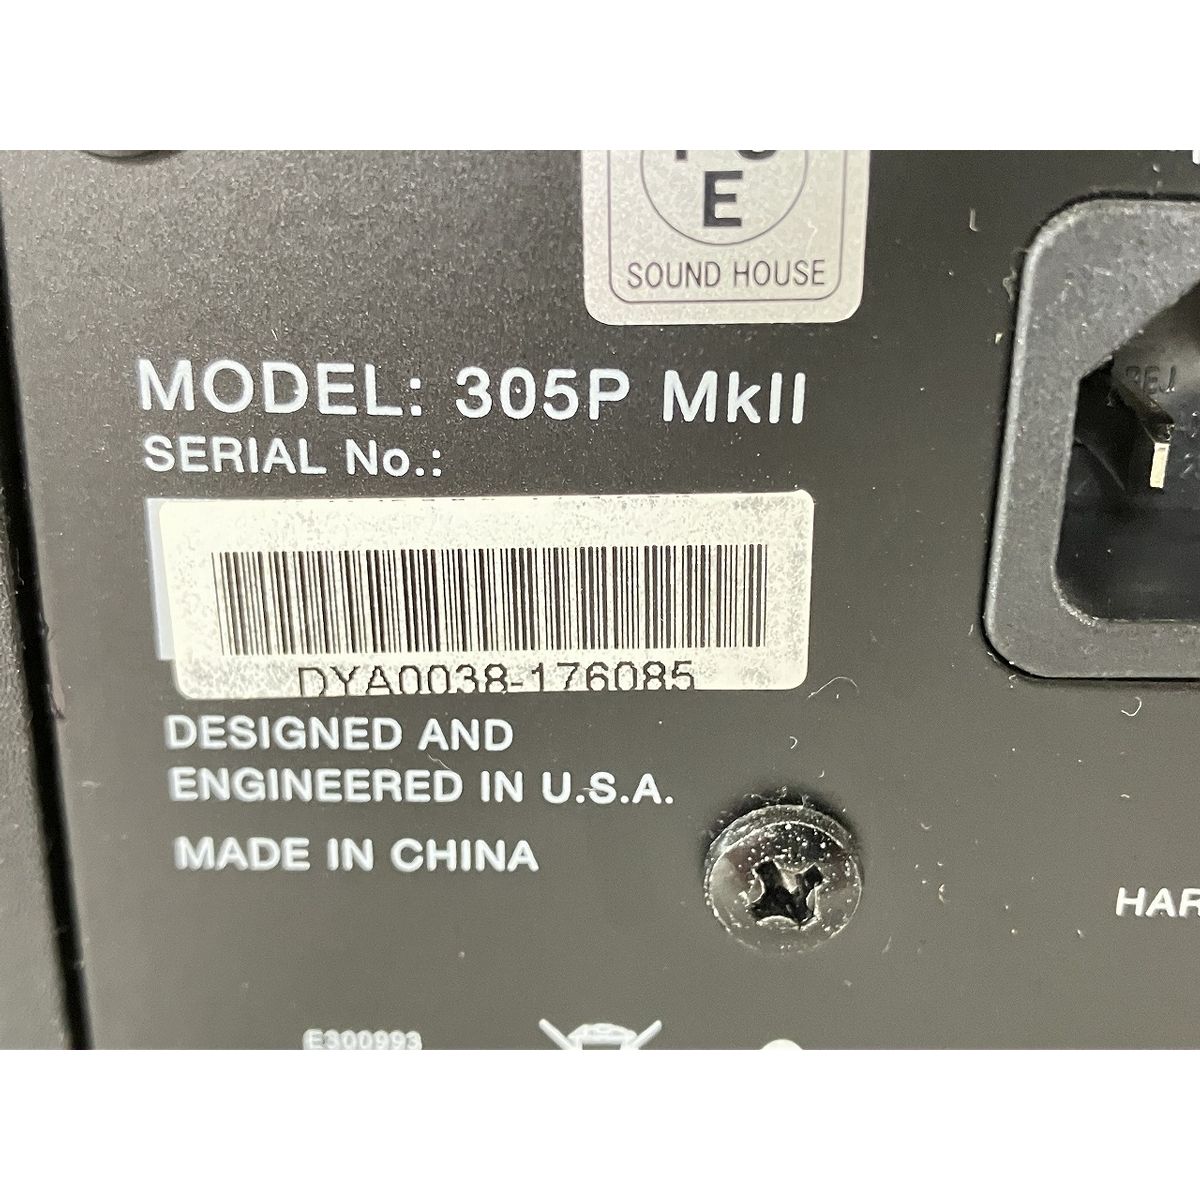 E
SOUND HOUSE
MODEL: 305P MkII
SERIAL No.:
DYA0038-176085
DESIGNED AND
ENGINEERED IN U.S.A.
MADE IN CHINA
HAR
E300993